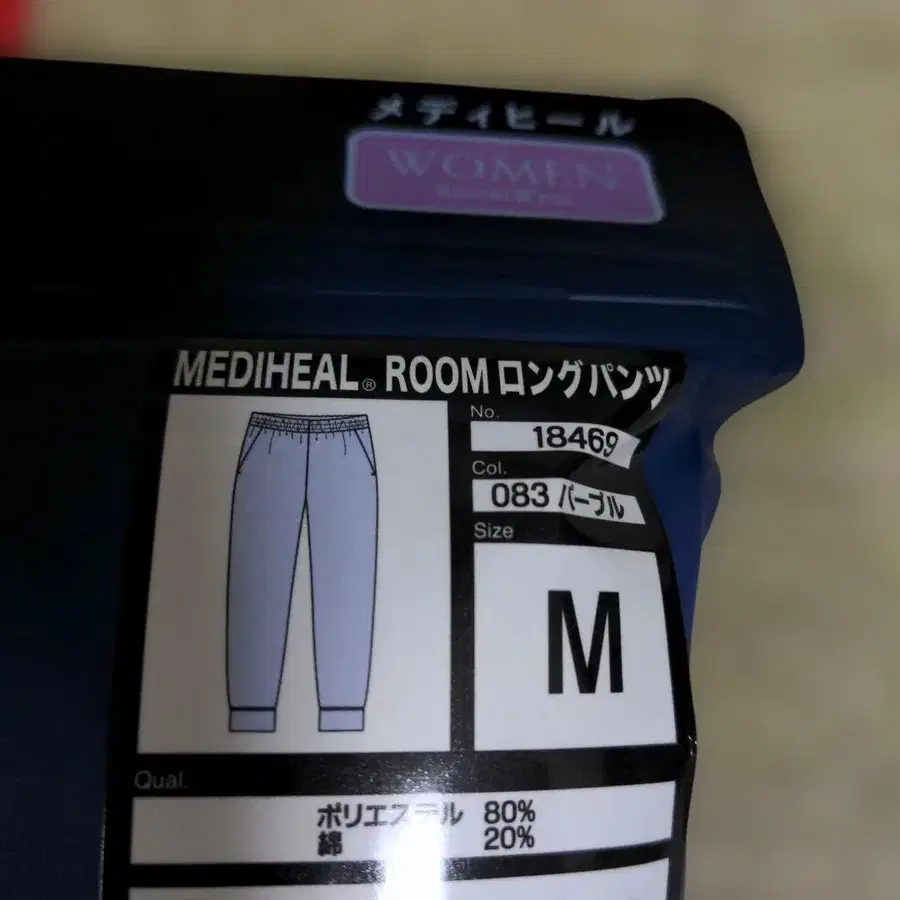 メディヒール
WOMEN
MEDIHEAL® ROOM ロングパンツ
No.
18469
Col.
083 パープル
Size
M
Qual.
ポリエステル 80%
綿 20%